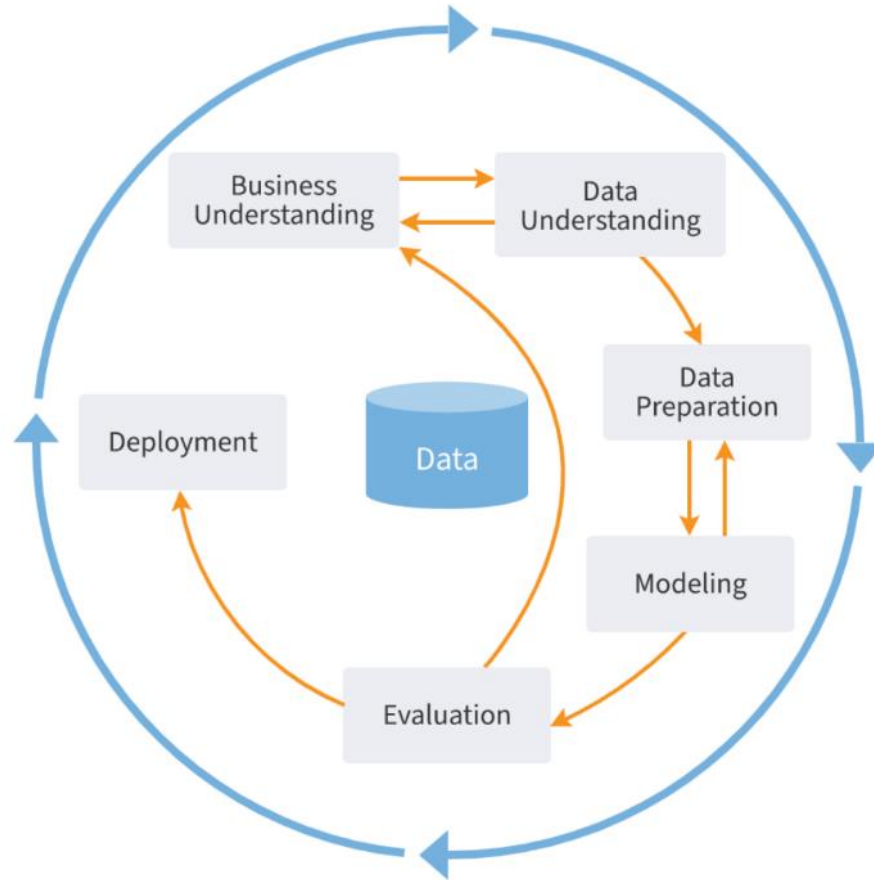 Business
Understanding
Data
Understanding
Data
Preparation
Deployment
Data
Modeling
Evaluation